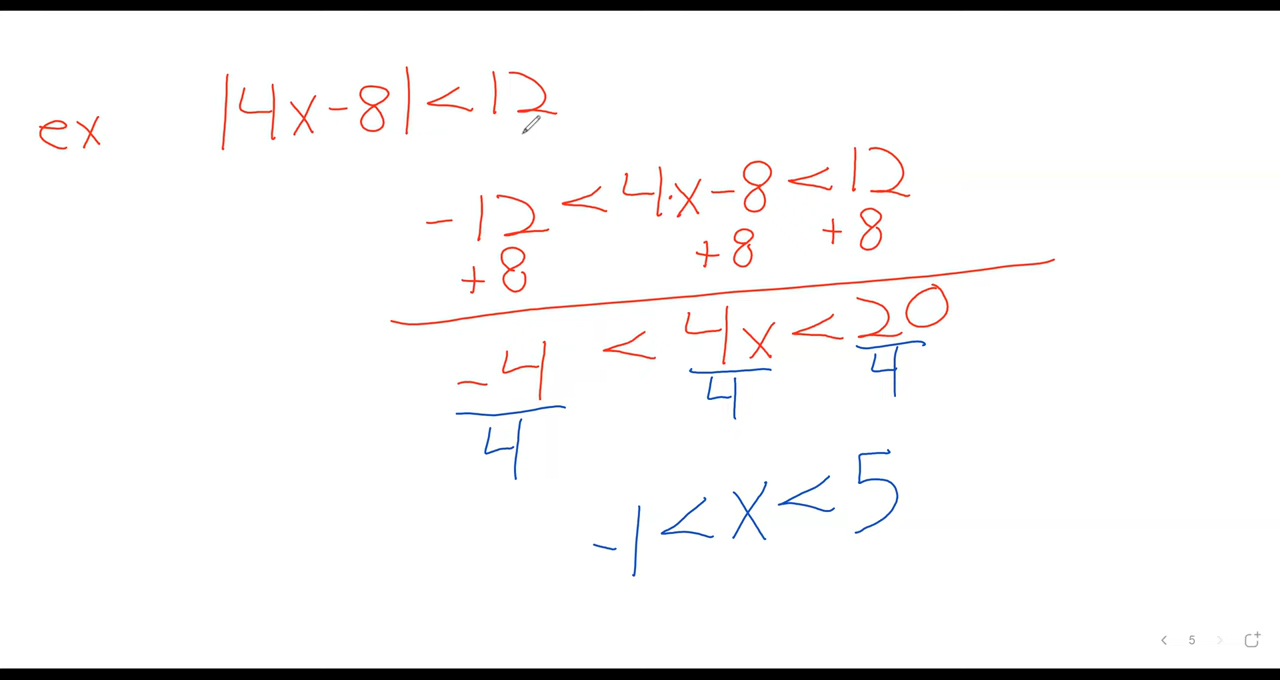 ex |4x-8| < 12
-12 < 4·x-8 < 12
+8 +8 +8
-4 < 4x < 20
4 4 4
-1 < x < 5
5